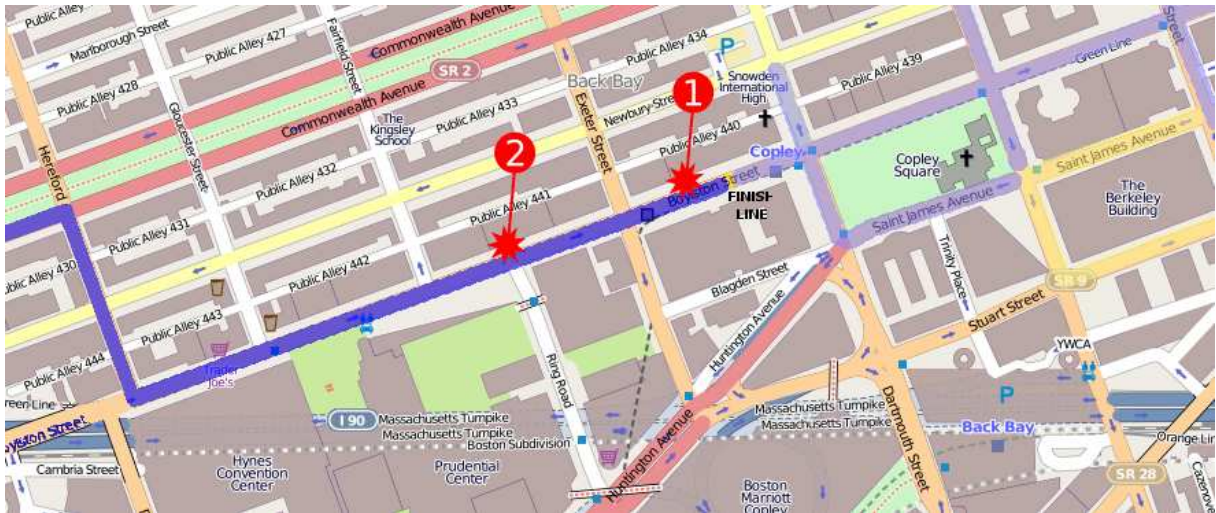 Public Alley
Marlborough Street
Public Alley 427
Fairfield Street
Commonwealth Avenue
SR 2
Public Alley 434
P
Back Bay
Snowden
International
High
Public Alley 439
Green Line
Street
Public Alley 428
Gloucester Street
Commonwealth Avenue
The
Kingsley
School
Public Alley 433
Exeter Street
Newbury Street
1
Public Alley 440
Copley
Copley
Square
Saint James Avenue
The
Berkeley
Building
Hereford
Public Alley 432
2
Public Alley 441
Boylston Street
FINISH
LINE
Saint James Avenue
Public Alley 431
Public Alley 430
Public Alley 442
Blagden Street
Trinity Place
SR 9
Public Alley 443
Stuart Street
Public Alley 444
Trader
Joe's
Ring Road
Huntington Avenue
YWCA
P
Green Line
Boylston Street
I 90
Massachusetts Turnpike
Massachusetts Turnpike
Boston Subdivision
Massachusetts Turnpike
Massachusetts Turnpike
Dartmouth Street
Back Bay
Orange Lin
Cambria Street
Hynes
Convention
Center
Prudential
Center
Huntington Avenue
Boston
Marriott
Copley
SR 28
Cazenov